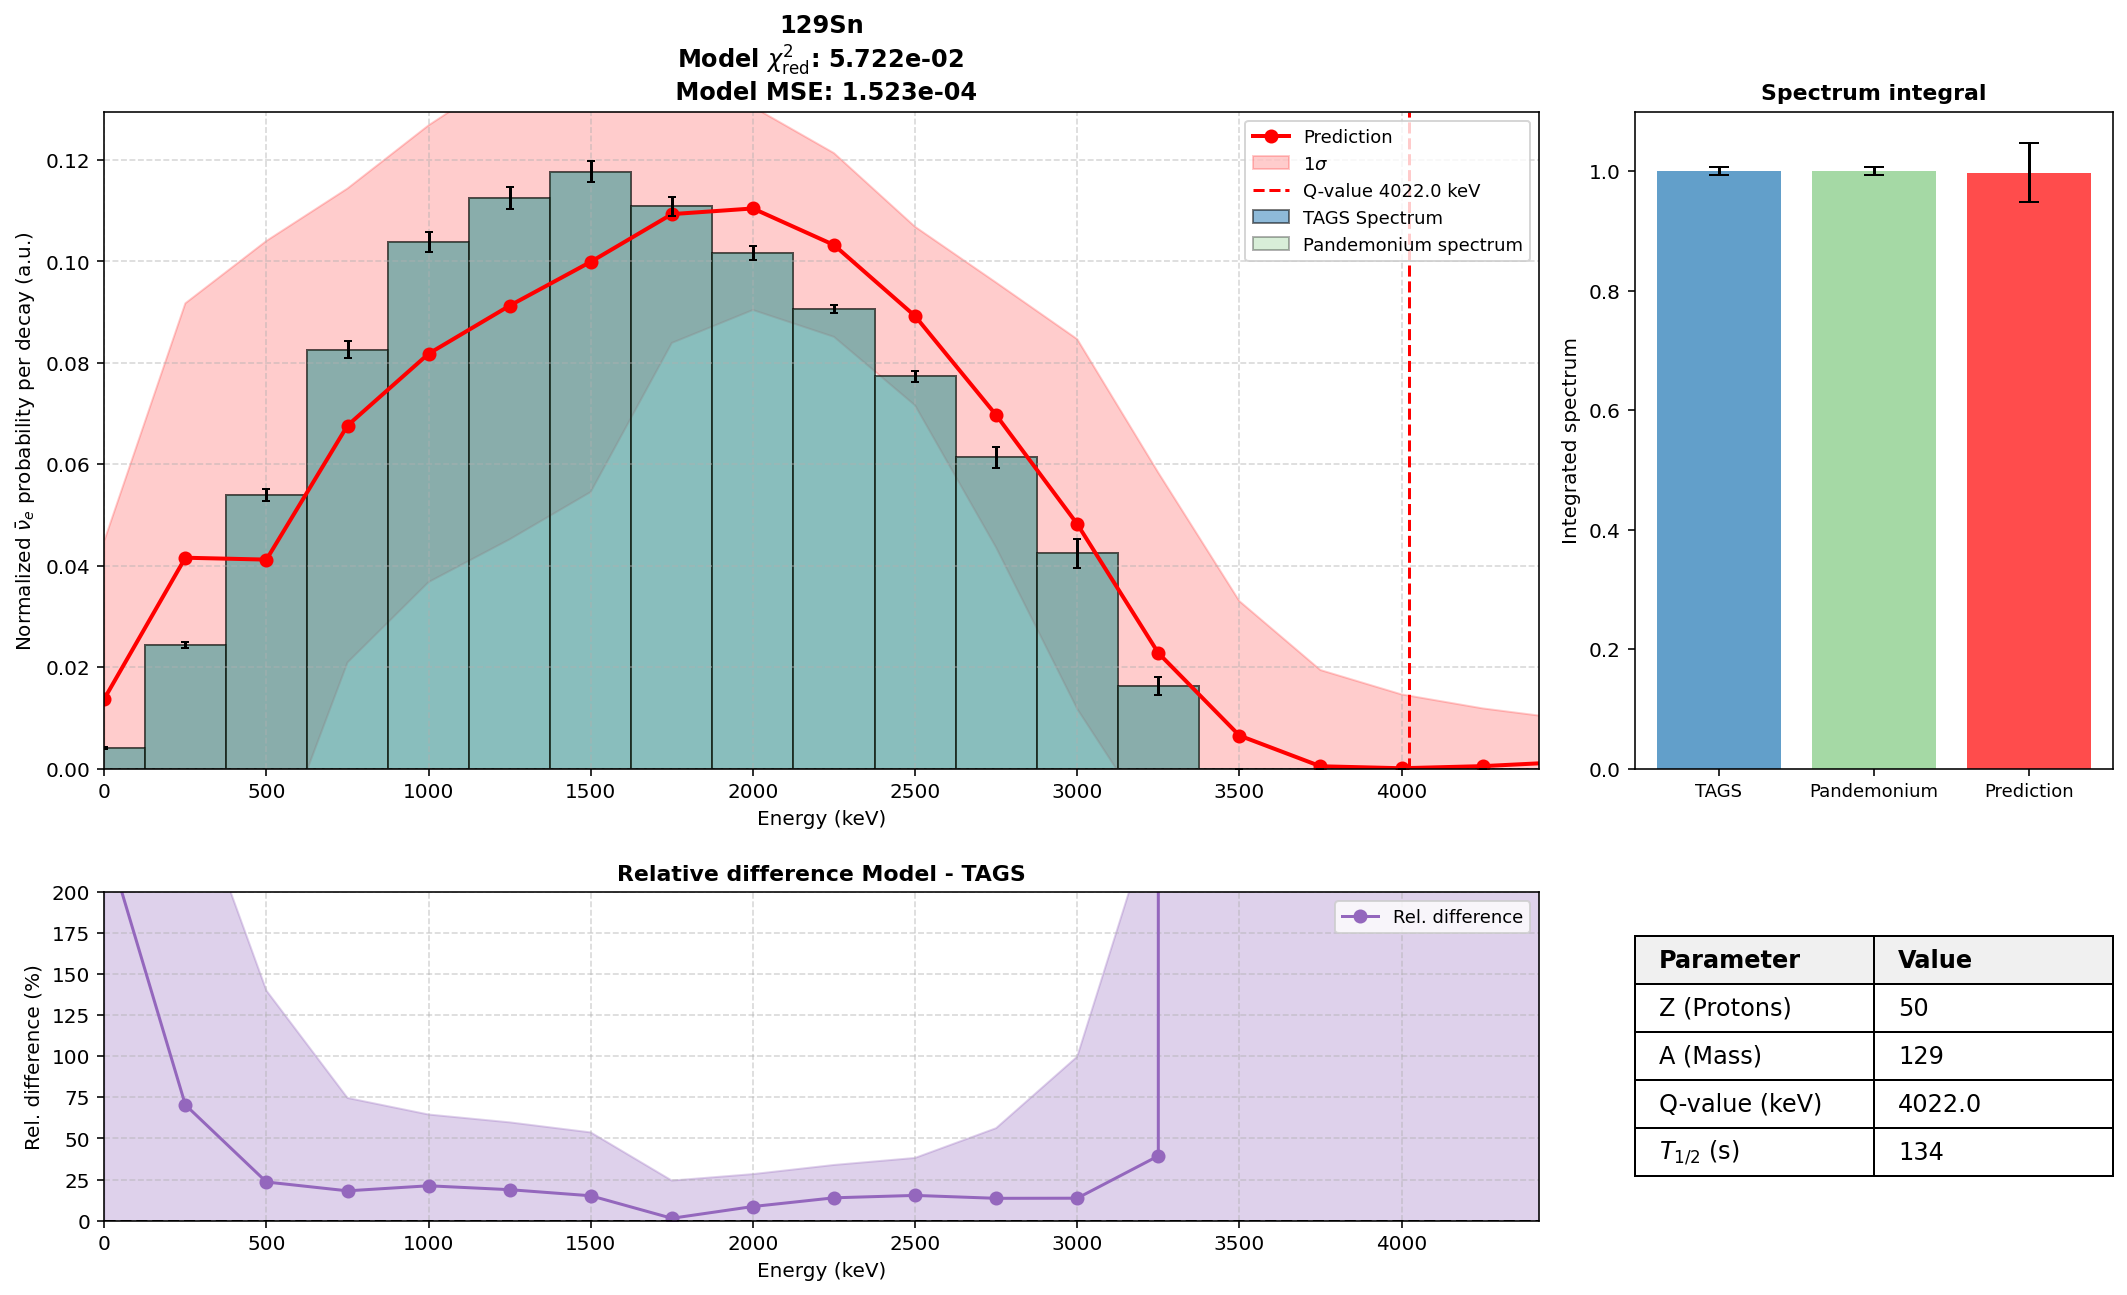 129Sn
Model χ²red: 5.722e-02
Model MSE: 1.523e-04
Normalized ν̄e probability per decay (a.u.)
0.12
0.10
0.08
0.06
0.04
0.02
0.00
0 500 1000 1500 2000 2500 3000 3500 4000
Energy (keV)
Prediction
1σ
Q-value 4022.0 keV
TAGS Spectrum
Pandemonium spectrum
Spectrum integral
Integrated spectrum
1.0
0.8
0.6
0.4
0.2
0.0
TAGS Pandemonium Prediction
Relative difference Model - TAGS
Rel. difference (%)
200
175
150
125
100
75
50
25
0
0 500 1000 1500 2000 2500 3000 3500 4000
Energy (keV)
Rel. difference
Parameter Value
Z (Protons) 50
A (Mass) 129
Q-value (keV) 4022.0
T1/2 (s) 134